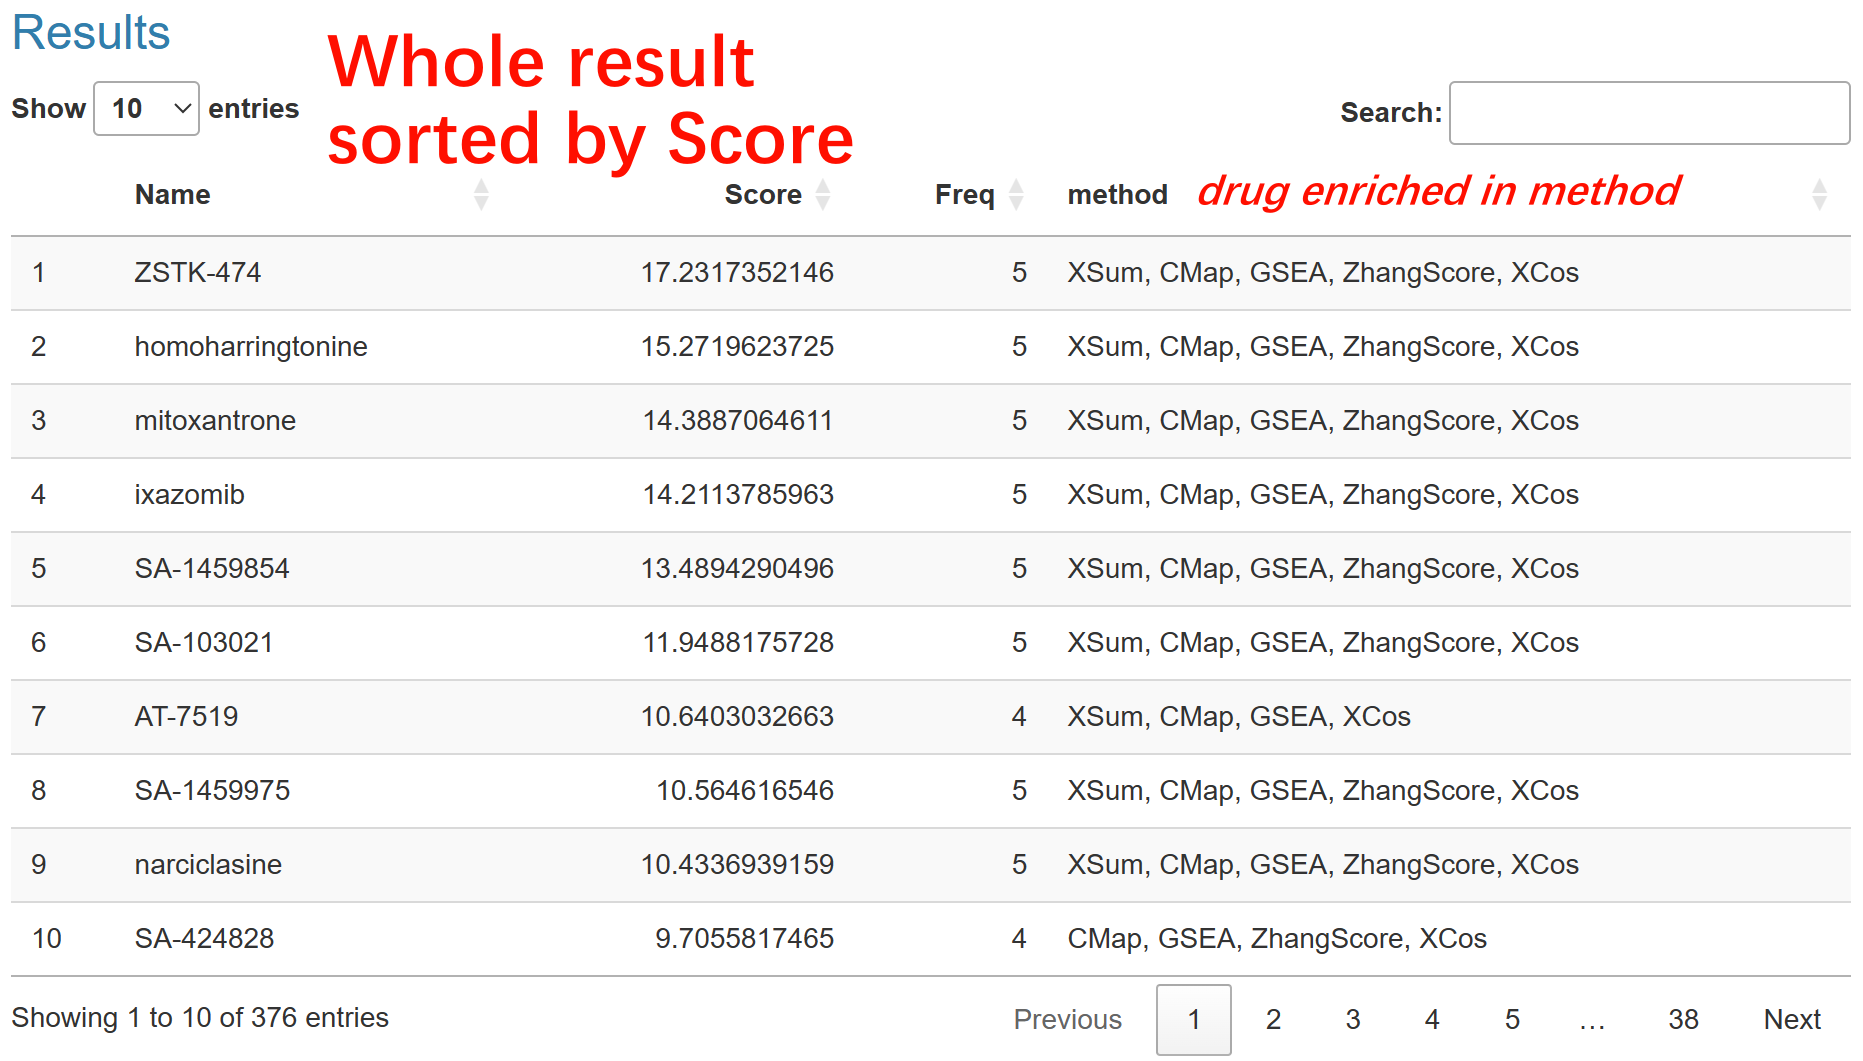 Results
Whole result
sorted by Score
Show 10 entries
Search:
Name Score Freq method drug enriched in method
1 ZSTK-474 17.2317352146 5 XSum, CMap, GSEA, ZhangScore, XCos
2 homoharringtonine 15.2719623725 5 XSum, CMap, GSEA, ZhangScore, XCos
3 mitoxantrone 14.3887064611 5 XSum, CMap, GSEA, ZhangScore, XCos
4 ixazomib 14.2113785963 5 XSum, CMap, GSEA, ZhangScore, XCos
5 SA-1459854 13.4894290496 5 XSum, CMap, GSEA, ZhangScore, XCos
6 SA-103021 11.9488175728 5 XSum, CMap, GSEA, ZhangScore, XCos
7 AT-7519 10.6403032663 4 XSum, CMap, GSEA, XCos
8 SA-1459975 10.564616546 5 XSum, CMap, GSEA, ZhangScore, XCos
9 narciclasine 10.4336939159 5 XSum, CMap, GSEA, ZhangScore, XCos
10 SA-424828 9.7055817465 4 CMap, GSEA, ZhangScore, XCos
Showing 1 to 10 of 376 entries
Previous 1 2 3 4 5 … 38 Next